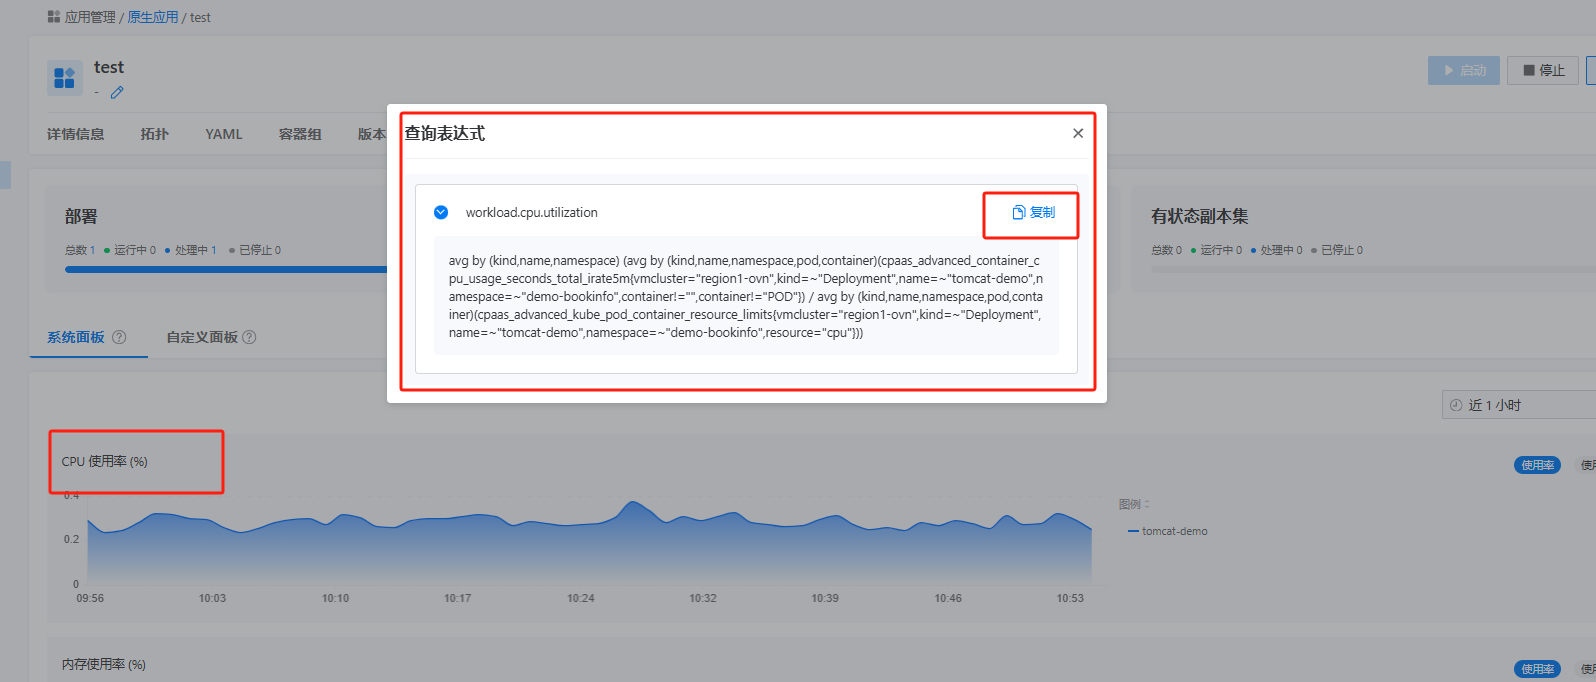 应用管理 / 原生应用 / test
test
-
启动
停止
详情信息
拓扑
YAML
容器组
版本
查询表达式
workload.cpu.utilization
复制
avg by (kind,name,namespace) (avg by (kind,name,namespace,pod,container)(cpaas_advanced_container_c
pu_usage_seconds_total_irate5m{vmcluster="region1-ovn",kind=~"Deployment",name=~"tomcat-demo",n
amespace=~"demo-bookinfo",container!="",container!="POD"}) / avg by (kind,name,namespace,pod,conta
iner)(cpaas_advanced_kube_pod_container_resource_limits{vmcluster="region1-ovn",kind=~"Deployment",
name=~"tomcat-demo",namespace=~"demo-bookinfo",resource="cpu"}))
部署
总数 1 运行中 0 处理中 1 已停止 0
有状态副本集
总数 0 运行中 0 处理中 0 已停止 0
系统面板
自定义面板
近 1 小时
CPU 使用率 (%)
使用率
0.4
0.2
0
09:56
10:03
10:10
10:17
10:24
10:32
10:39
10:46
10:53
图例
tomcat-demo
内存使用率 (%)
使用率